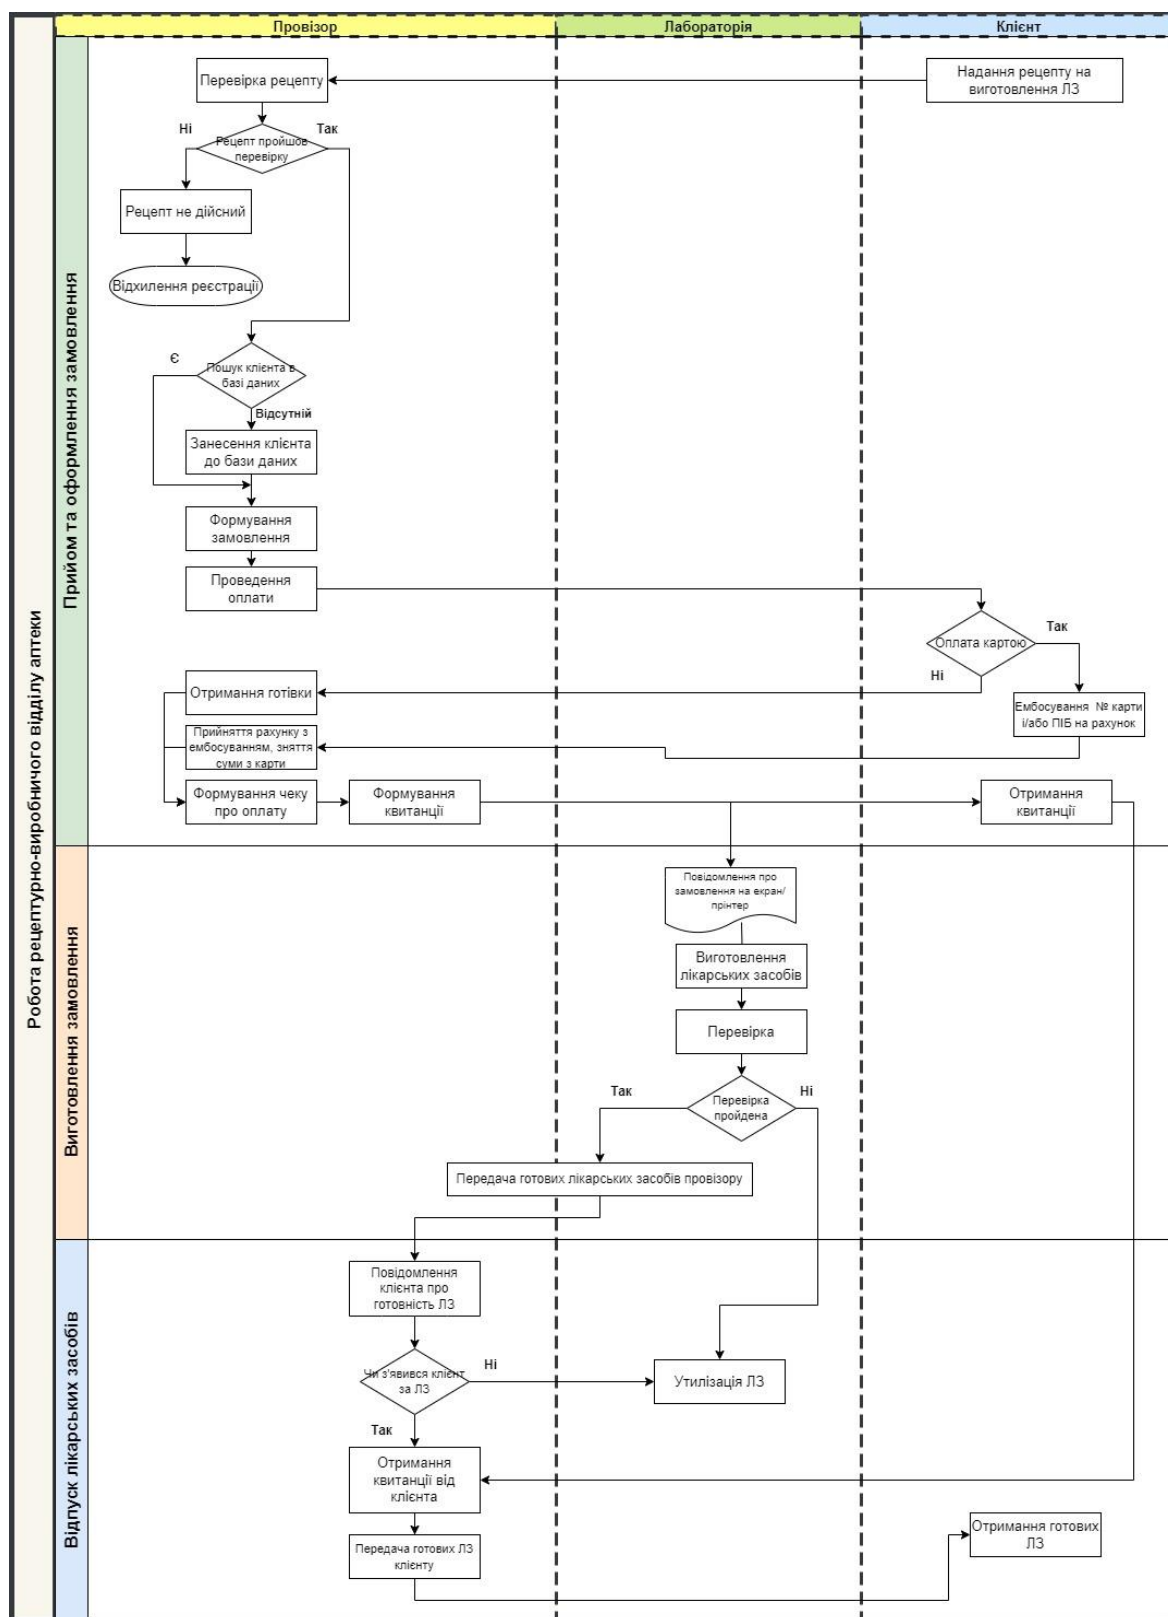 Робота рецептурно-виробничого відділу аптеки
Провізор
Лабораторія
Клієнт
Прийом та оформлення замовлення
Перевірка рецепту
Надання рецепту на
виготовлення ЛЗ
Ні
Так
Рецепт пройшов
перевірку
Рецепт не дійсний
Відхилення реєстрації
Є
Пошук клієнта в
базі даних
Відсутній
Занесення клієнта
до бази даних
Формування
замовлення
Проведення
оплати
Оплата картою
Так
Ні
Отримання готівки
Ембосування № карти
і/або ПІБ на рахунок
Прийняття рахунку з
ембосуванням, зняття
суми з карти
Формування чеку
про оплату
Формування
квитанції
Отримання
квитанції
Виготовлення замовлення
Повідомлення про
замовлення на екран/
прінтер
Виготовлення
лікарських засобів
Перевірка
Так
Ні
Перевірка
пройдена
Передача готових лікарських засобів провізору
Відпуск лікарських засобів
Повідомлення
клієнта про
готовність ЛЗ
Чи з'явився клієнт
за ЛЗ
Ні
Утилізація ЛЗ
Так
Отримання
квитанції від
клієнта
Передача готових ЛЗ
клієнту
Отримання готових
ЛЗ